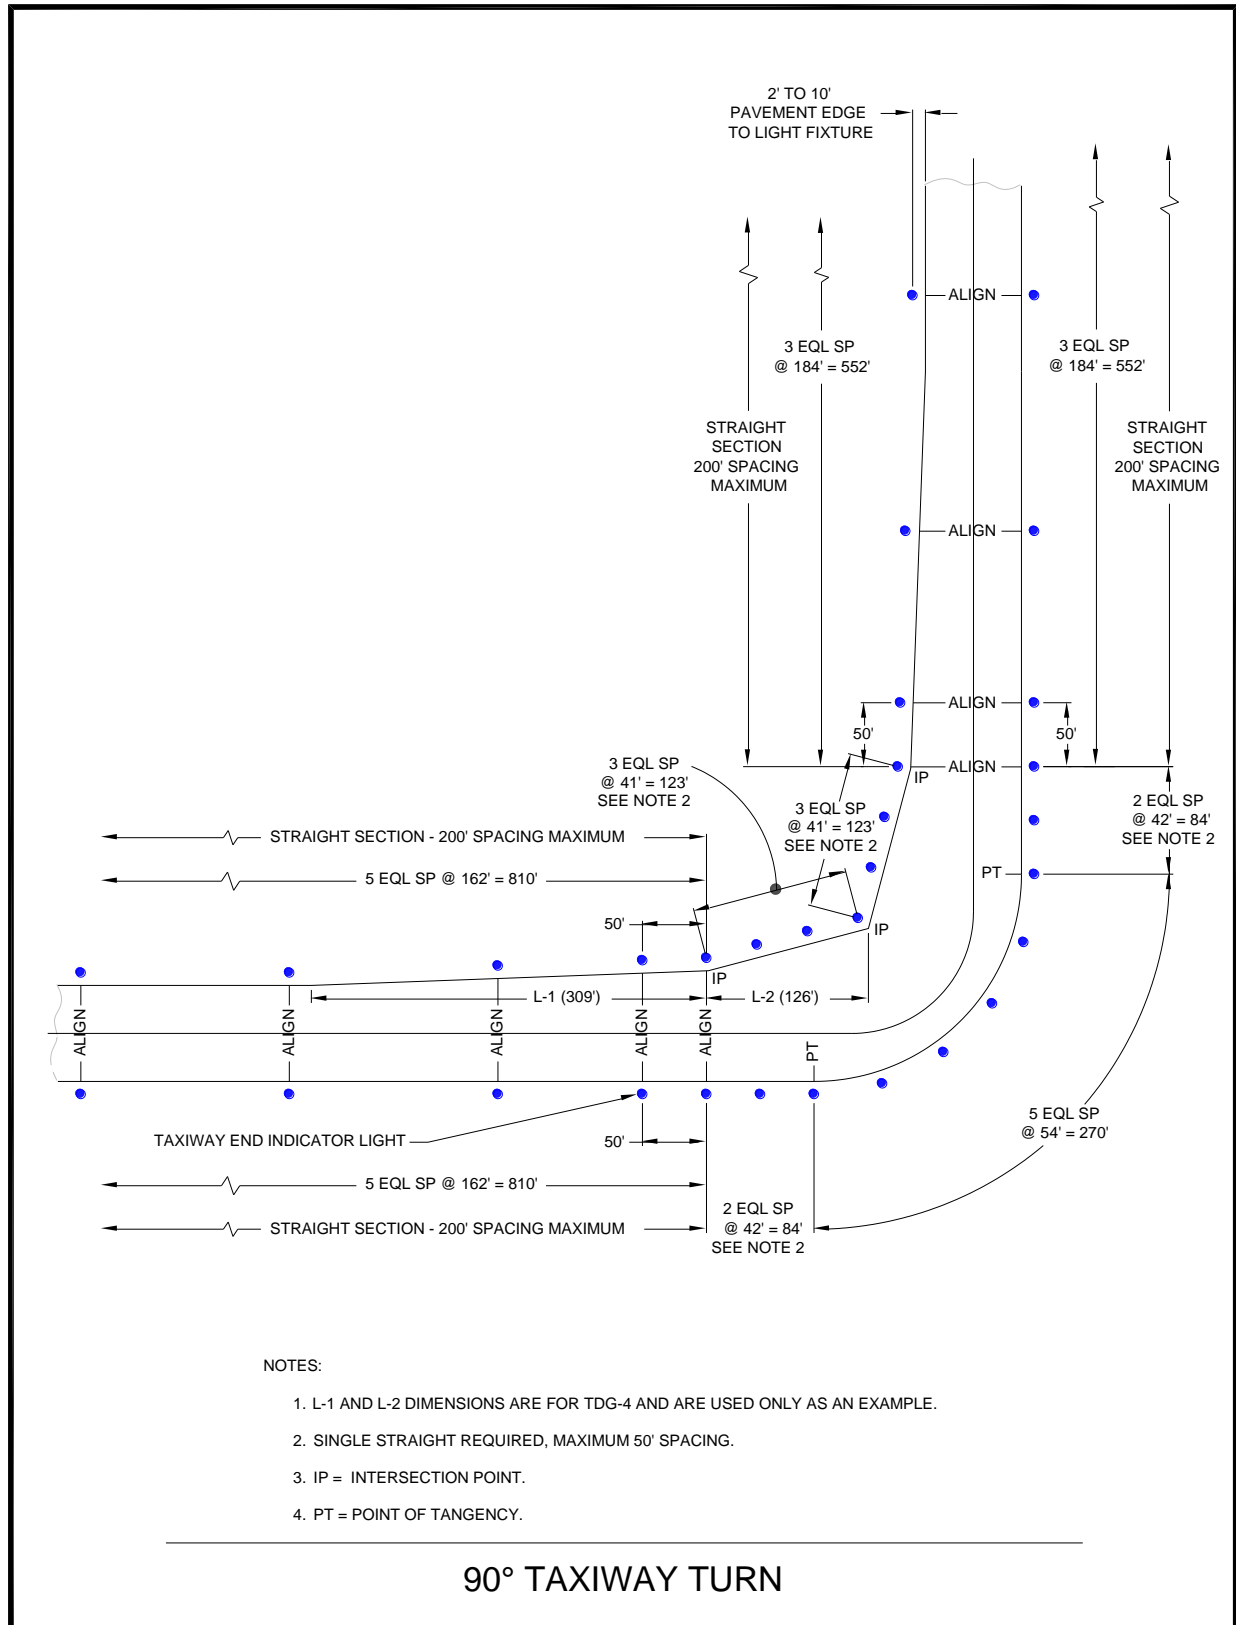 2' TO 10'
PAVEMENT EDGE
TO LIGHT FIXTURE
ALIGN
3 EQL SP
@ 184' = 552'
3 EQL SP
@ 184' = 552'
STRAIGHT
SECTION
200' SPACING
MAXIMUM
STRAIGHT
SECTION
200' SPACING
MAXIMUM
ALIGN
ALIGN
50'
50'
ALIGN
IP
3 EQL SP
@ 41' = 123'
SEE NOTE 2
3 EQL SP
@ 41' = 123'
SEE NOTE 2
2 EQL SP
@ 42' = 84'
SEE NOTE 2
STRAIGHT SECTION - 200' SPACING MAXIMUM
PT
5 EQL SP @ 162' = 810'
50'
IP
IP
L-1 (309')
L-2 (126')
ALIGN
ALIGN
ALIGN
ALIGN
ALIGN
PT
TAXIWAY END INDICATOR LIGHT
50'
5 EQL SP
@ 54' = 270'
5 EQL SP @ 162' = 810'
STRAIGHT SECTION - 200' SPACING MAXIMUM
2 EQL SP
@ 42' = 84'
SEE NOTE 2
NOTES:
1. L-1 AND L-2 DIMENSIONS ARE FOR TDG-4 AND ARE USED ONLY AS AN EXAMPLE.
2. SINGLE STRAIGHT REQUIRED, MAXIMUM 50' SPACING.
3. IP = INTERSECTION POINT.
4. PT = POINT OF TANGENCY.
90° TAXIWAY TURN